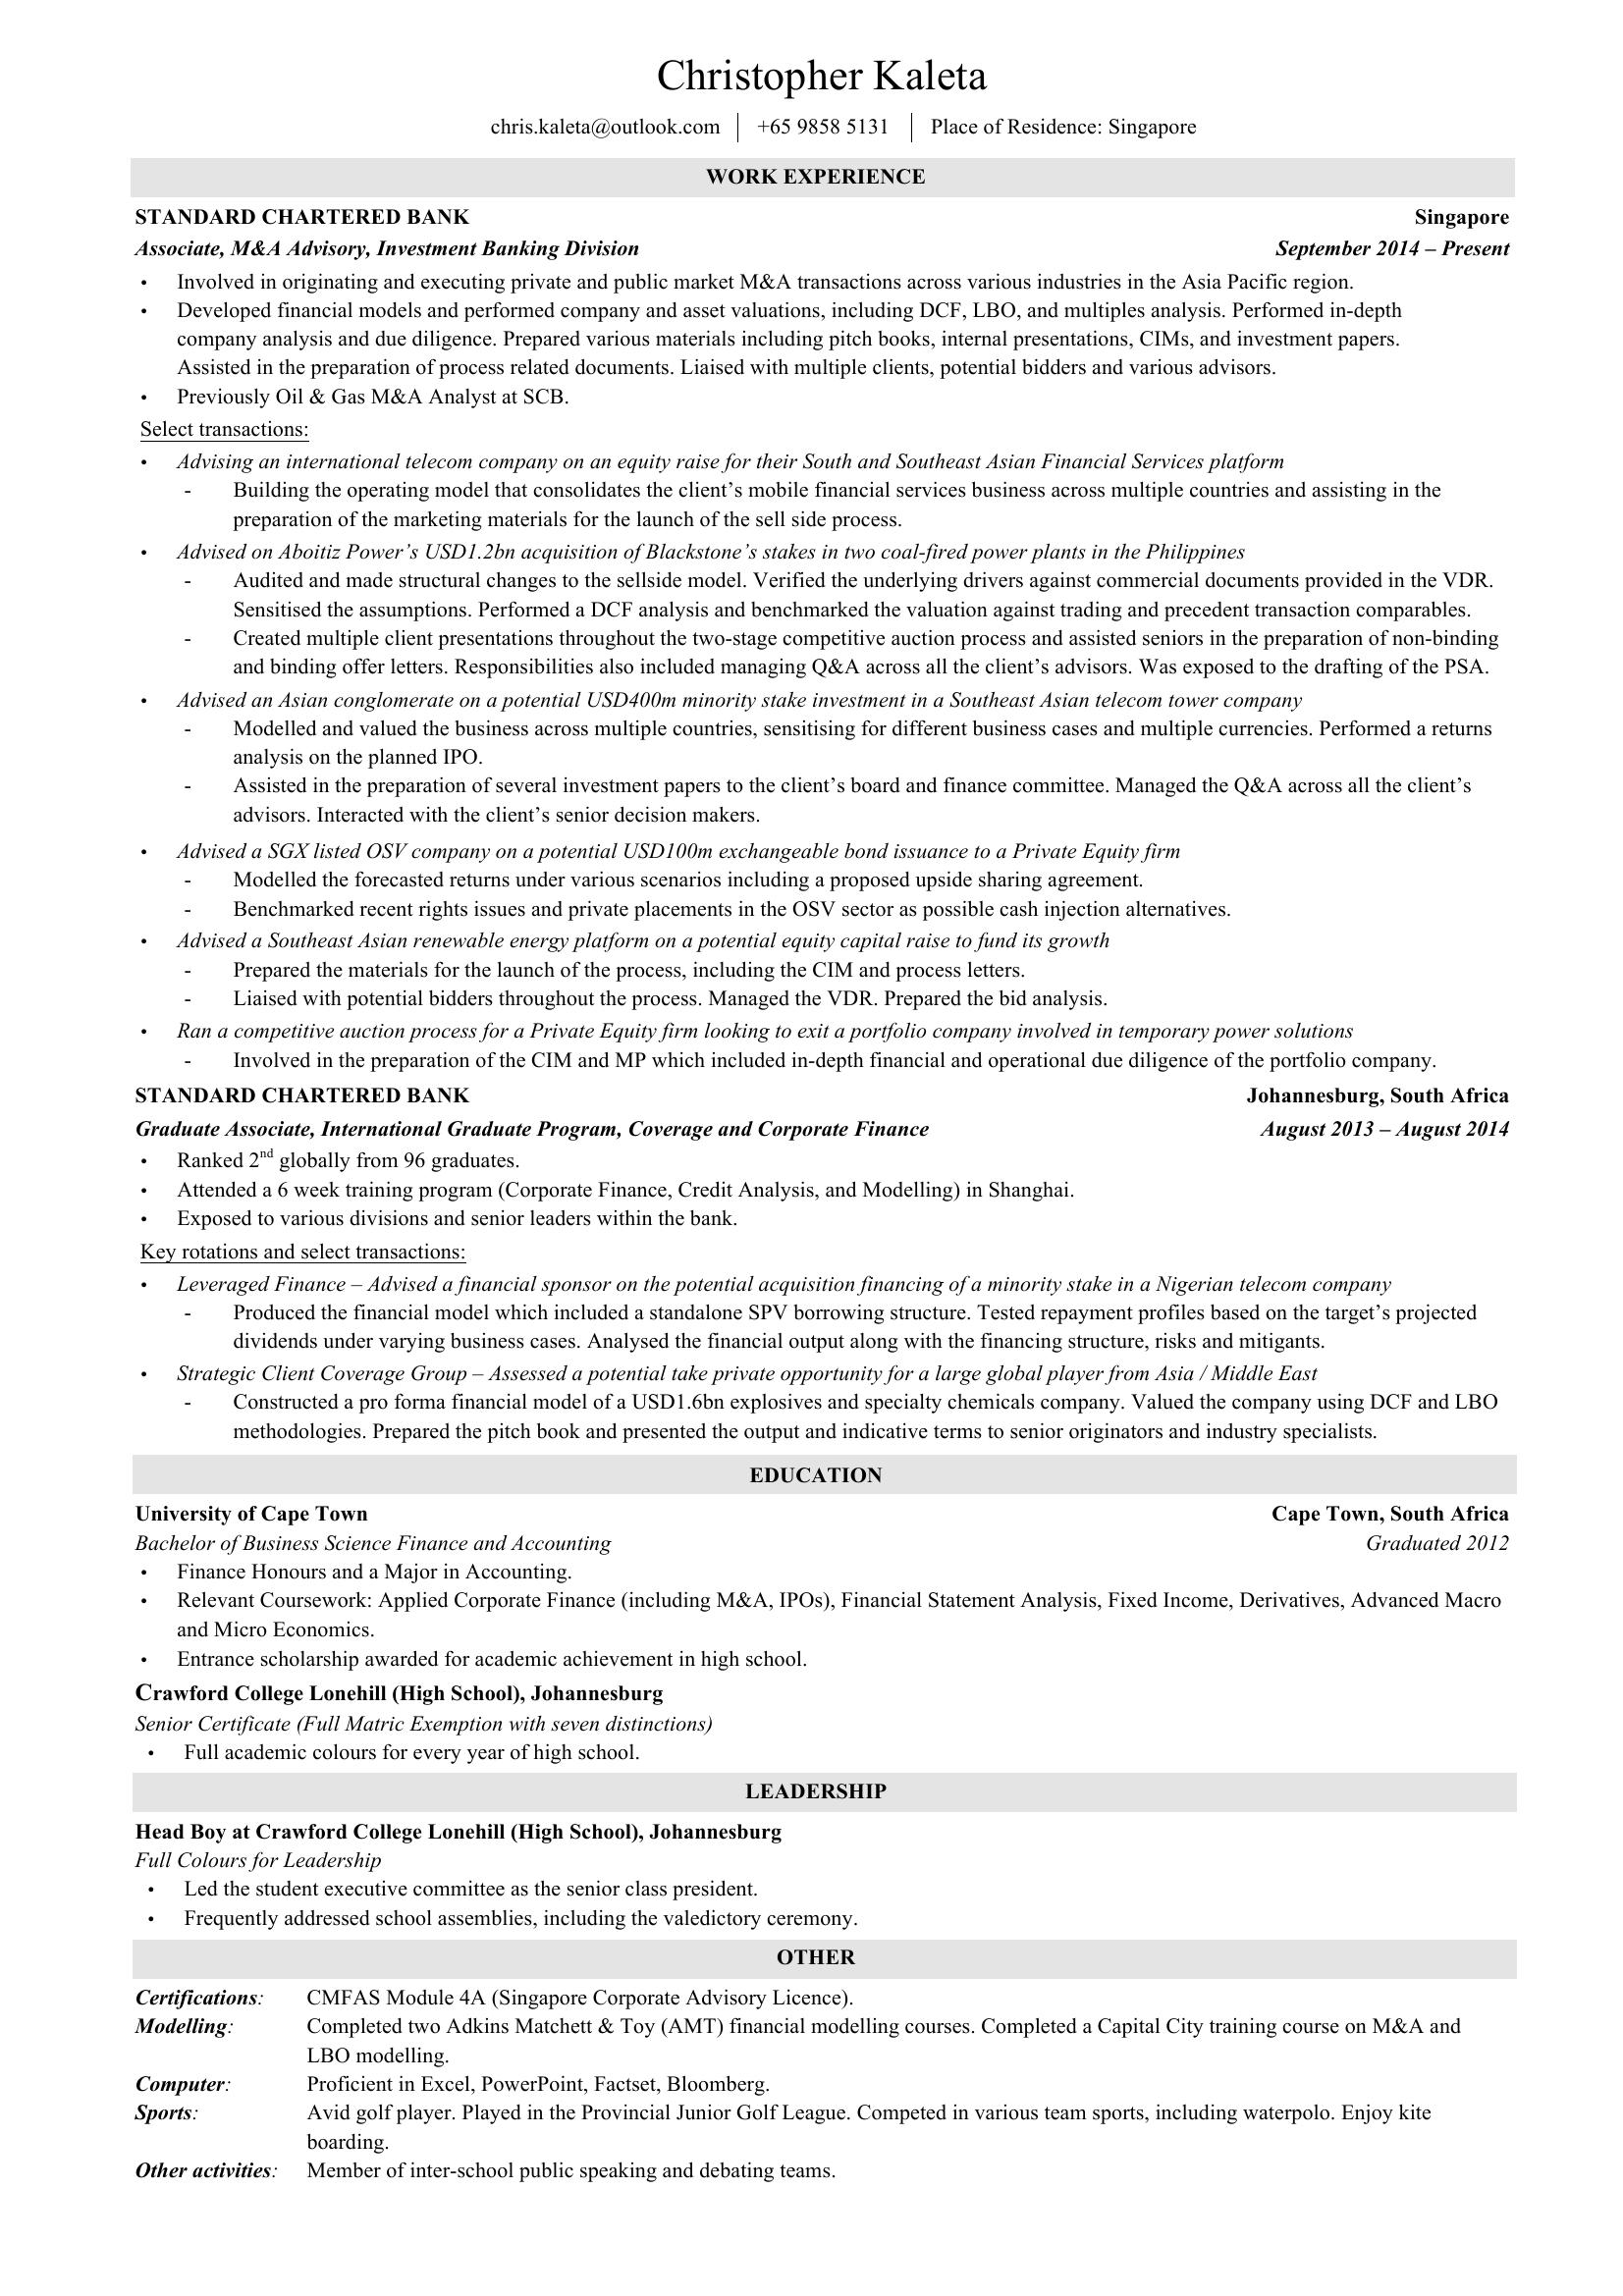 Christopher Kaleta
chris.kaleta@outlook.com | +65 9858 5131 | Place of Residence: Singapore
WORK EXPERIENCE
STANDARD CHARTERED BANK Singapore
Associate, M&A Advisory, Investment Banking Division September 2014 – Present
• Involved in originating and executing private and public market M&A transactions across various industries in the Asia Pacific region.
• Developed financial models and performed company and asset valuations, including DCF, LBO, and multiples analysis. Performed in-depth
company analysis and due diligence. Prepared various materials including pitch books, internal presentations, CIMs, and investment papers.
Assisted in the preparation of process related documents. Liaised with multiple clients, potential bidders and various advisors.
• Previously Oil & Gas M&A Analyst at SCB.
Select transactions:
• Advising an international telecom company on an equity raise for their South and Southeast Asian Financial Services platform
- Building the operating model that consolidates the client’s mobile financial services business across multiple countries and assisting in the
preparation of the marketing materials for the launch of the sell side process.
• Advised on Aboitiz Power’s USD1.2bn acquisition of Blackstone’s stakes in two coal-fired power plants in the Philippines
- Audited and made structural changes to the sellside model. Verified the underlying drivers against commercial documents provided in the VDR.
Sensitised the assumptions. Performed a DCF analysis and benchmarked the valuation against trading and precedent transaction comparables.
- Created multiple client presentations throughout the two-stage competitive auction process and assisted seniors in the preparation of non-binding
and binding offer letters. Responsibilities also included managing Q&A across all the client’s advisors. Was exposed to the drafting of the PSA.
• Advised an Asian conglomerate on a potential USD400m minority stake investment in a Southeast Asian telecom tower company
- Modelled and valued the business across multiple countries, sensitising for different business cases and multiple currencies. Performed a returns
analysis on the planned IPO.
- Assisted in the preparation of several investment papers to the client’s board and finance committee. Managed the Q&A across all the client’s
advisors. Interacted with the client’s senior decision makers.
• Advised a SGX listed OSV company on a potential USD100m exchangeable bond issuance to a Private Equity firm
- Modelled the forecasted returns under various scenarios including a proposed upside sharing agreement.
- Benchmarked recent rights issues and private placements in the OSV sector as possible cash injection alternatives.
• Advised a Southeast Asian renewable energy platform on a potential equity capital raise to fund its growth
- Prepared the materials for the launch of the process, including the CIM and process letters.
- Liaised with potential bidders throughout the process. Managed the VDR. Prepared the bid analysis.
• Ran a competitive auction process for a Private Equity firm looking to exit a portfolio company involved in temporary power solutions
- Involved in the preparation of the CIM and MP which included in-depth financial and operational due diligence of the portfolio company.
STANDARD CHARTERED BANK Johannesburg, South Africa
Graduate Associate, International Graduate Program, Coverage and Corporate Finance August 2013 – August 2014
• Ranked 2nd globally from 96 graduates.
• Attended a 6 week training program (Corporate Finance, Credit Analysis, and Modelling) in Shanghai.
• Exposed to various divisions and senior leaders within the bank.
Key rotations and select transactions:
• Leveraged Finance – Advised a financial sponsor on the potential acquisition financing of a minority stake in a Nigerian telecom company
- Produced the financial model which included a standalone SPV borrowing structure. Tested repayment profiles based on the target’s projected
dividends under varying business cases. Analysed the financial output along with the financing structure, risks and mitigants.
• Strategic Client Coverage Group – Assessed a potential take private opportunity for a large global player from Asia / Middle East
- Constructed a pro forma financial model of a USD1.6bn explosives and specialty chemicals company. Valued the company using DCF and LBO
methodologies. Prepared the pitch book and presented the output and indicative terms to senior originators and industry specialists.
EDUCATION
University of Cape Town Cape Town, South Africa
Bachelor of Business Science Finance and Accounting Graduated 2012
• Finance Honours and a Major in Accounting.
• Relevant Coursework: Applied Corporate Finance (including M&A, IPOs), Financial Statement Analysis, Fixed Income, Derivatives, Advanced Macro
and Micro Economics.
• Entrance scholarship awarded for academic achievement in high school.
Crawford College Lonehill (High School), Johannesburg
Senior Certificate (Full Matric Exemption with seven distinctions)
• Full academic colours for every year of high school.
LEADERSHIP
Head Boy at Crawford College Lonehill (High School), Johannesburg
Full Colours for Leadership
• Led the student executive committee as the senior class president.
• Frequently addressed school assemblies, including the valedictory ceremony.
OTHER
Certifications: CMFAS Module 4A (Singapore Corporate Advisory Licence).
Modelling: Completed two Adkins Matchett & Toy (AMT) financial modelling courses. Completed a Capital City training course on M&A and
LBO modelling.
Computer: Proficient in Excel, PowerPoint, Factset, Bloomberg.
Sports: Avid golf player. Played in the Provincial Junior Golf League. Competed in various team sports, including waterpolo. Enjoy kite
boarding.
Other activities: Member of inter-school public speaking and debating teams.